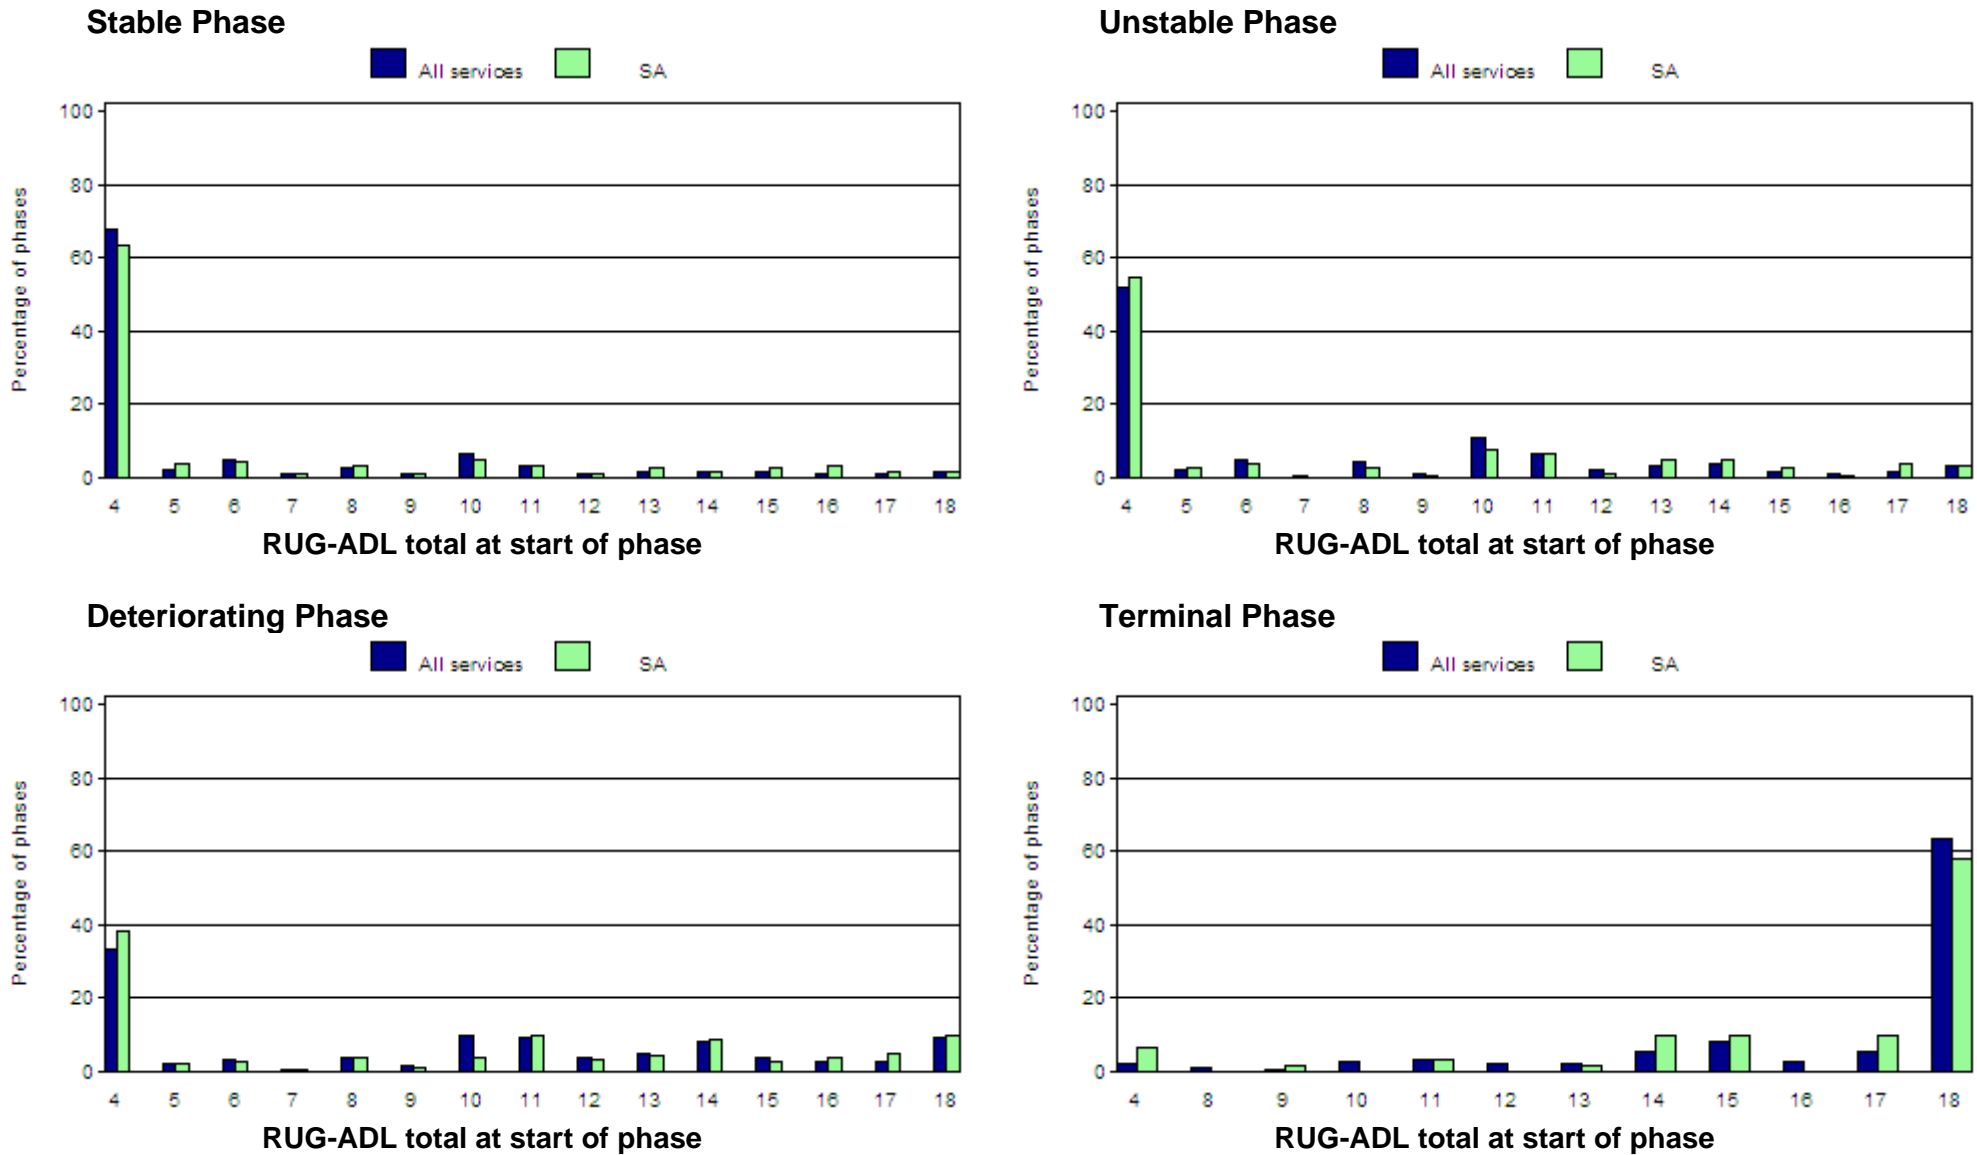 Stable Phase
All services SA
100
80
60
40
20
0
Percentage of phases
4 5 6 7 8 9 10 11 12 13 14 15 16 17 18
RUG-ADL total at start of phase
Unstable Phase
All services SA
100
80
60
40
20
0
Percentage of phases
4 5 6 7 8 9 10 11 12 13 14 15 16 17 18
RUG-ADL total at start of phase
Deteriorating Phase
All services SA
100
80
60
40
20
0
Percentage of phases
4 5 6 7 8 9 10 11 12 13 14 15 16 17 18
RUG-ADL total at start of phase
Terminal Phase
All services SA
100
80
60
40
20
0
Percentage of phases
4 8 9 10 11 12 13 14 15 16 17 18
RUG-ADL total at start of phase